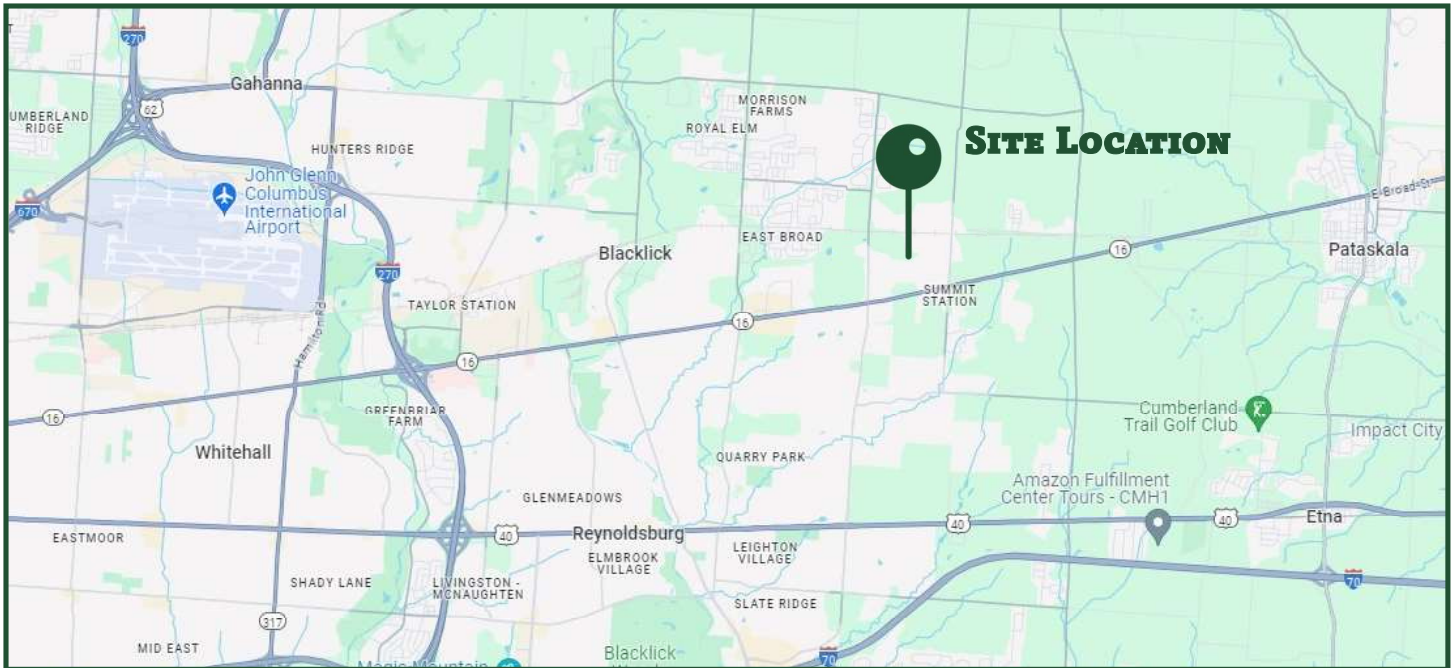 270
Gahanna
62
UMBERLAND
RIDGE
HUNTERS RIDGE
MORRISON
FARMS
ROYAL ELM
SITE LOCATION
John Glenn
Columbus
International
Airport
670
E Broad St
270
Blacklick
EAST BROAD
16
Pataskala
TAYLOR STATION
SUMMIT
STATION
16
Hamilton Rd
16
16
GREENBRIAR
FARM
Cumberland
Trail Golf Club
Impact City
Whitehall
QUARRY PARK
Amazon Fulfillment
Center Tours - CMH1
GLENMEADOWS
EASTMOOR
40
Reynoldsburg
40
40
Etna
ELMBROOK
VILLAGE
LEIGHTON
VILLAGE
SHADY LANE
LIVINGSTON -
MCNAUGHTEN
70
SLATE RIDGE
317
MID EAST
Magic Mountain
Blacklick
70